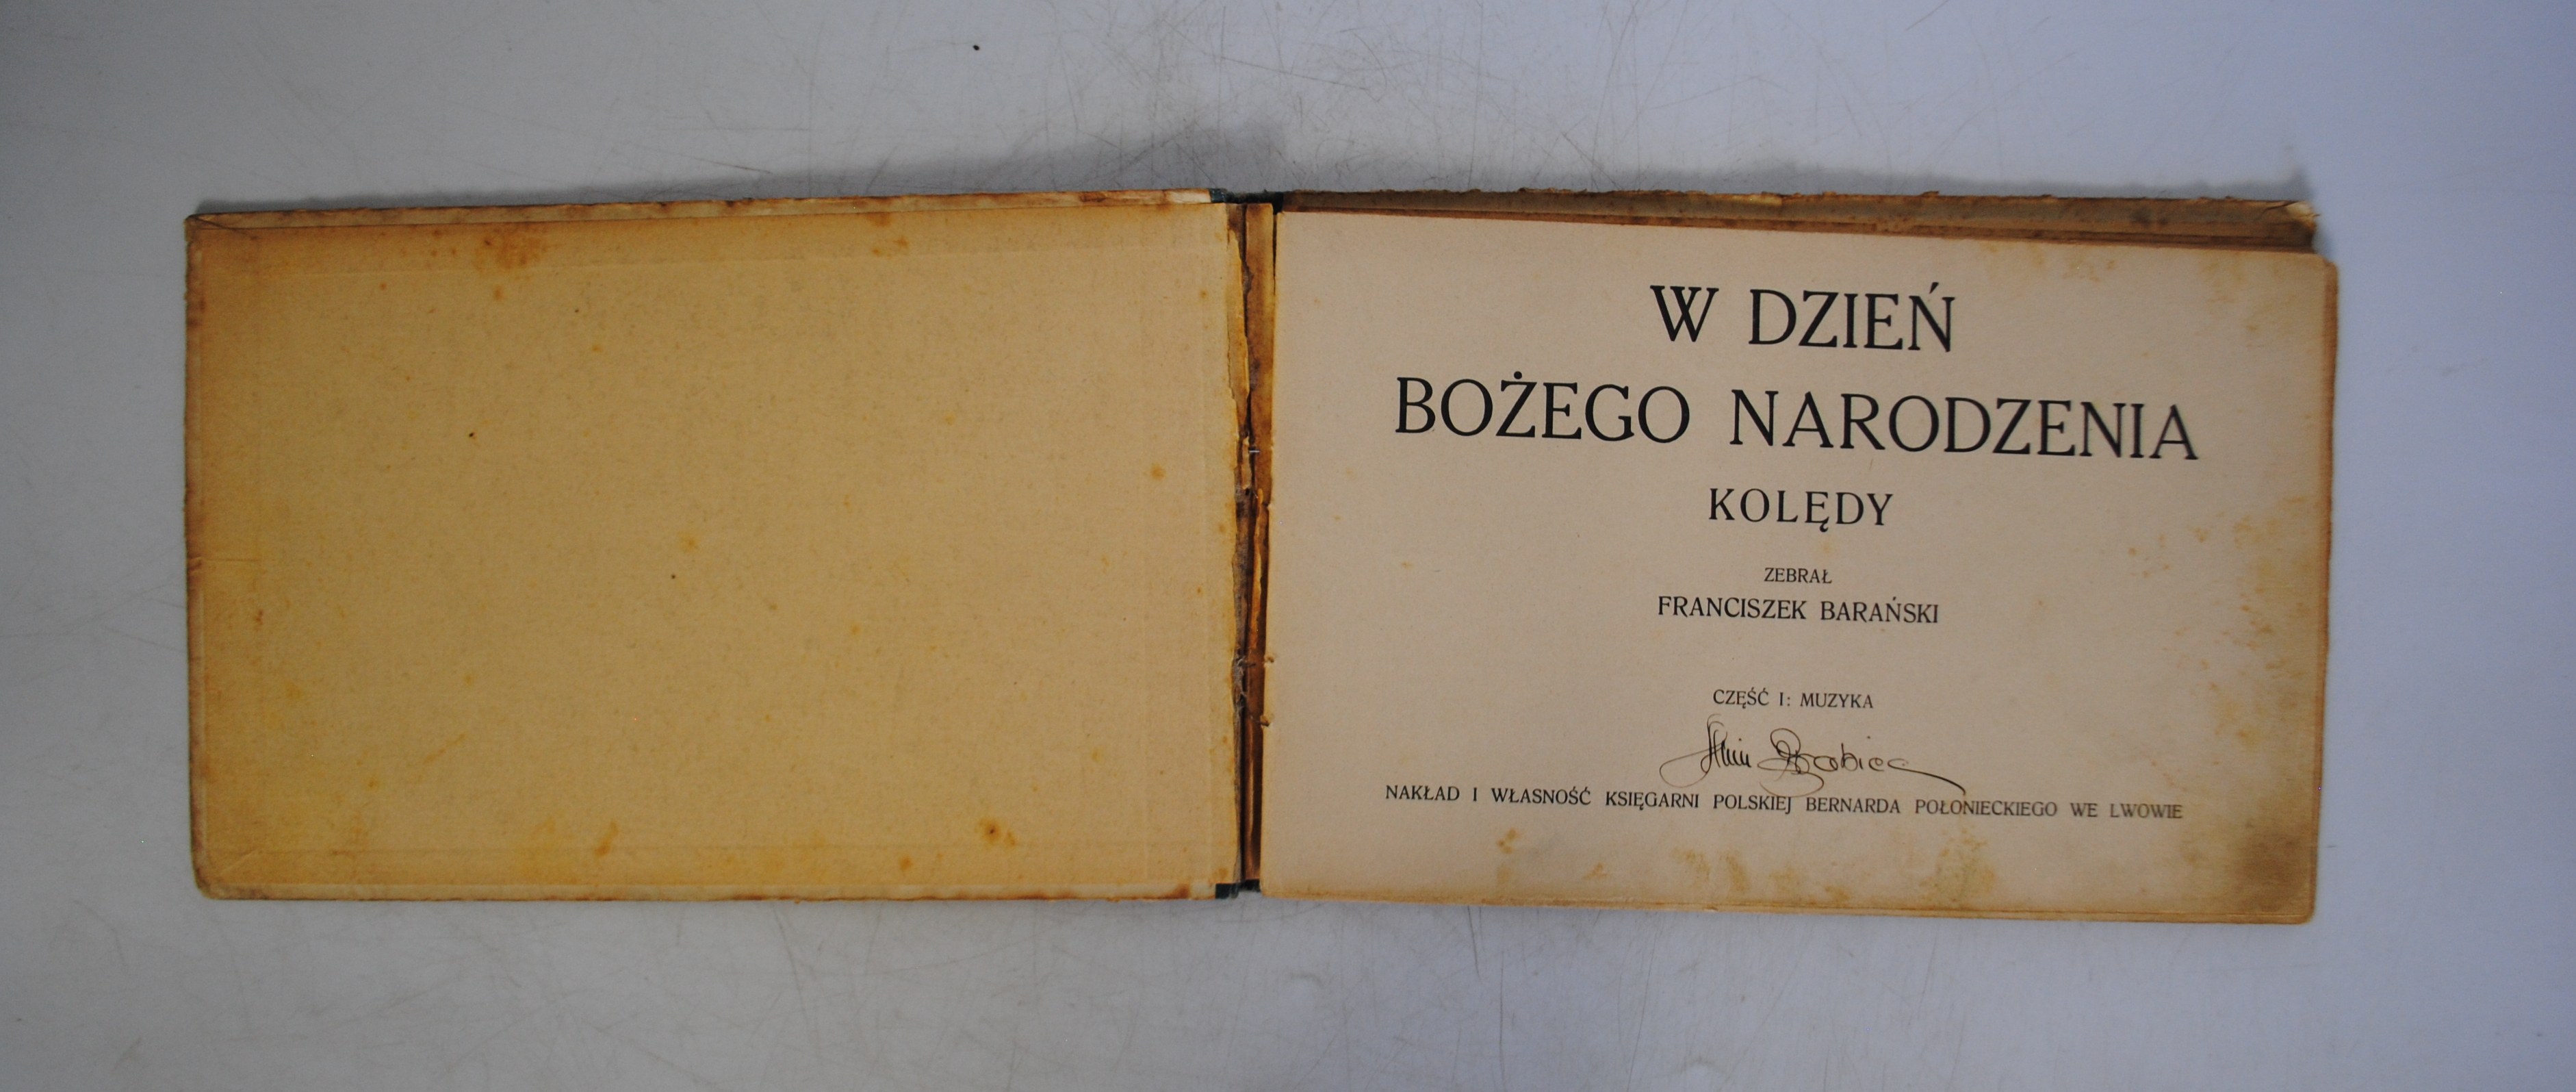 W DZIEŃ
BOŻEGO NARODZENIA
KOLĘDY
ZEBRAŁ
FRANCISZEK BARAŃSKI
CZĘŚĆ I: MUZYKA
NAKŁAD I WŁASNOŚĆ KSIĘGARNI POLSKIEJ BERNARDA POŁONIECKIEGO WE LWOWIE